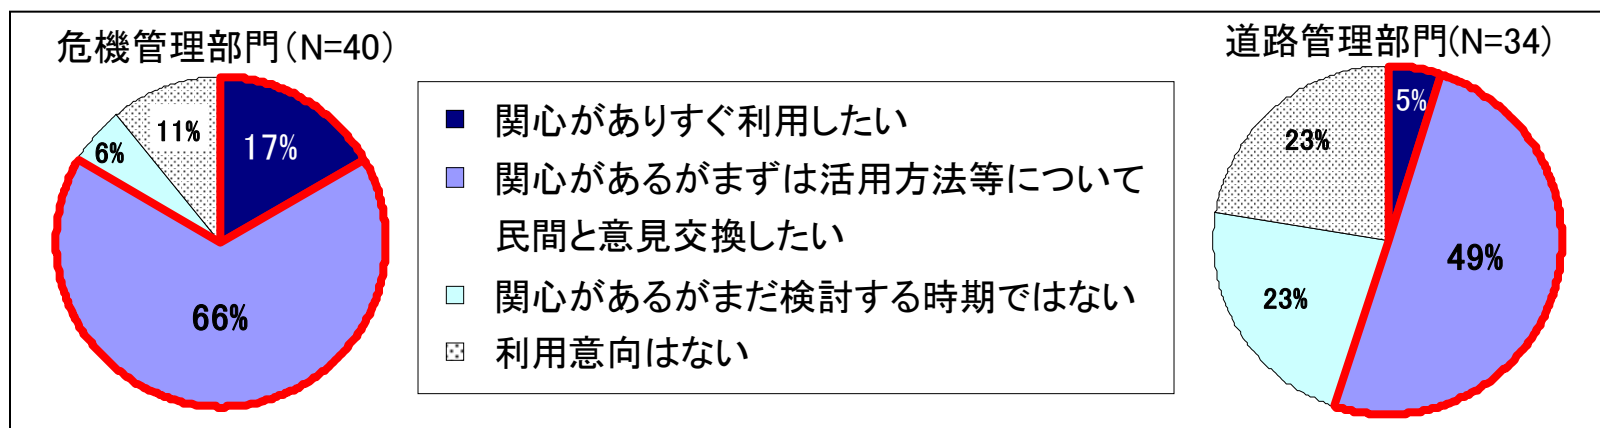 危機管理部門(N=40)
17%
66%
6%
11%
関心がありすぐ利用したい
関心があるがまずは活用方法等について
民間と意見交換したい
関心があるがまだ検討する時期ではない
利用意向はない
道路管理部門(N=34)
5%
49%
23%
23%